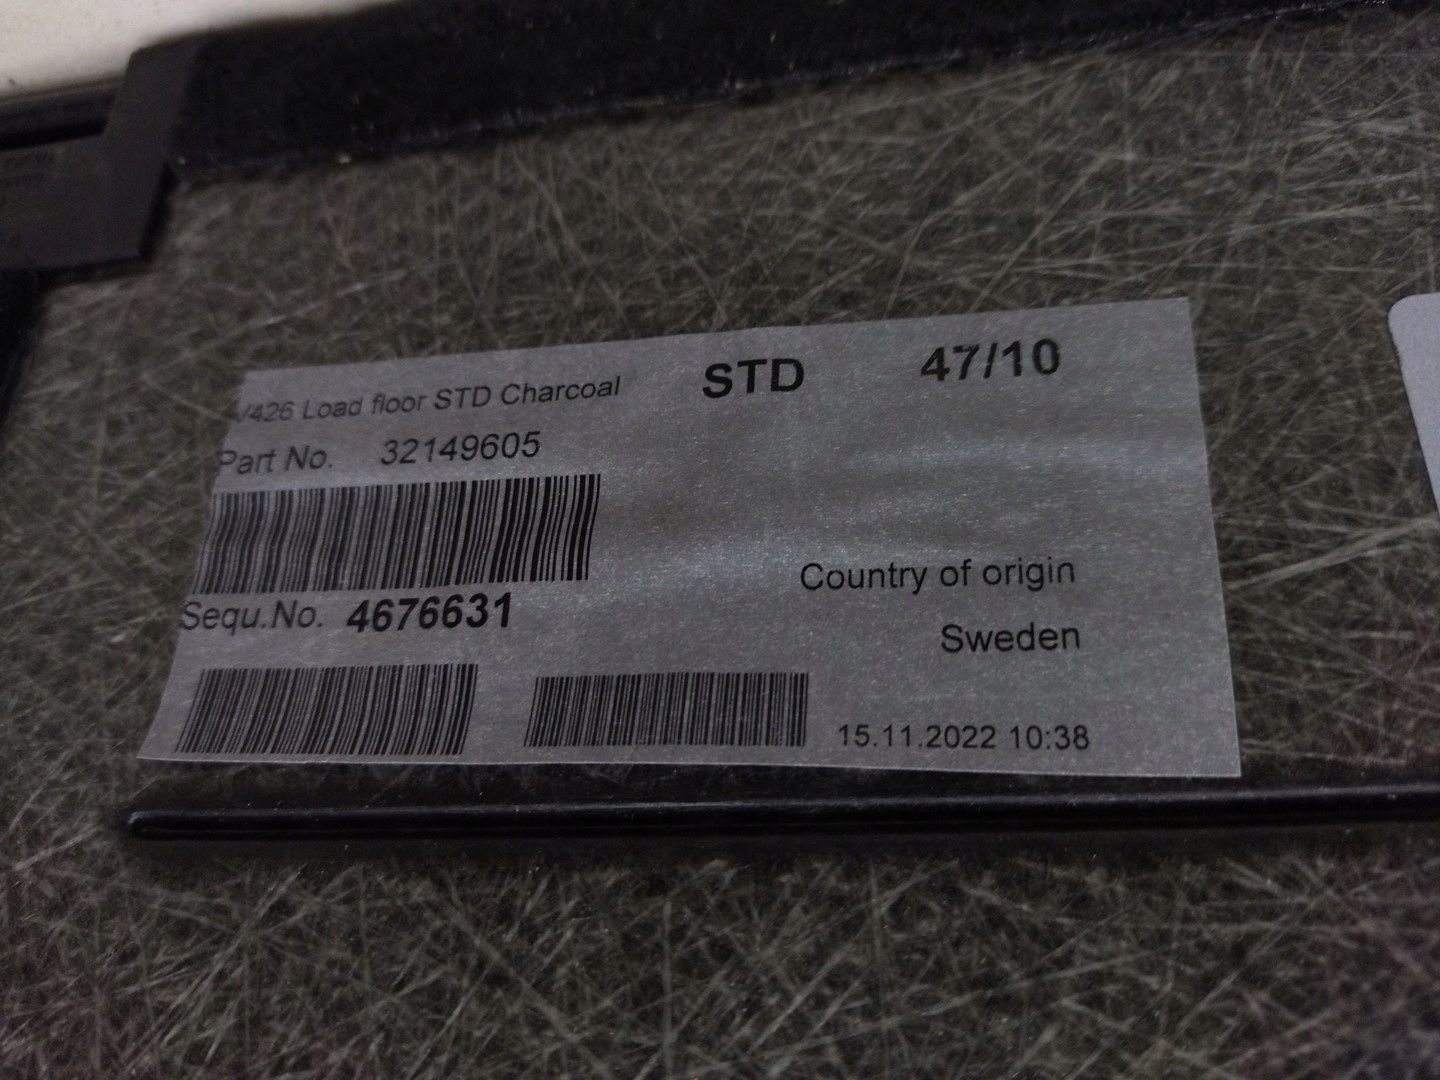 V426 Load floor STD Charcoal
STD
47/10
Part No. 32149605
Sequ.No. 4676631
Country of origin
Sweden
15.11.2022 10:38